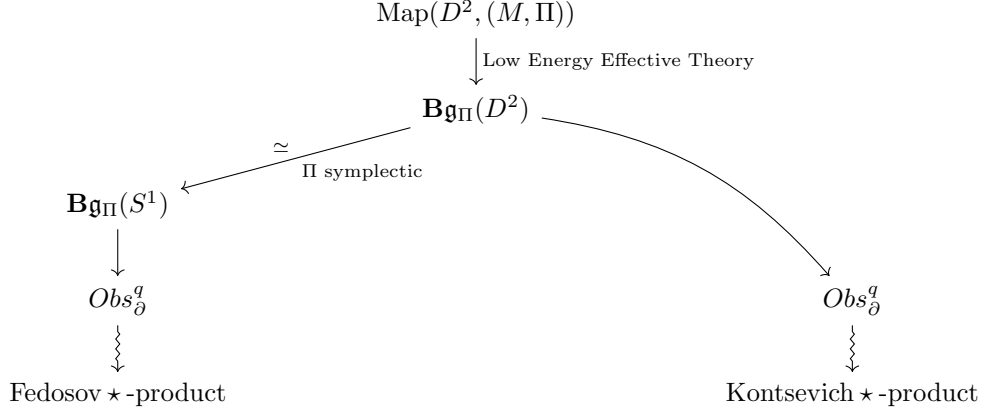 Map(D², (M, Π))
Low Energy Effective Theory
𝐁𝔤_Π(D²)
≃
Π symplectic
𝐁𝔤_Π(S¹)
Obs^q_∂
Obs^q_∂
Fedosov ⋆ -product
Kontsevich ⋆ -product